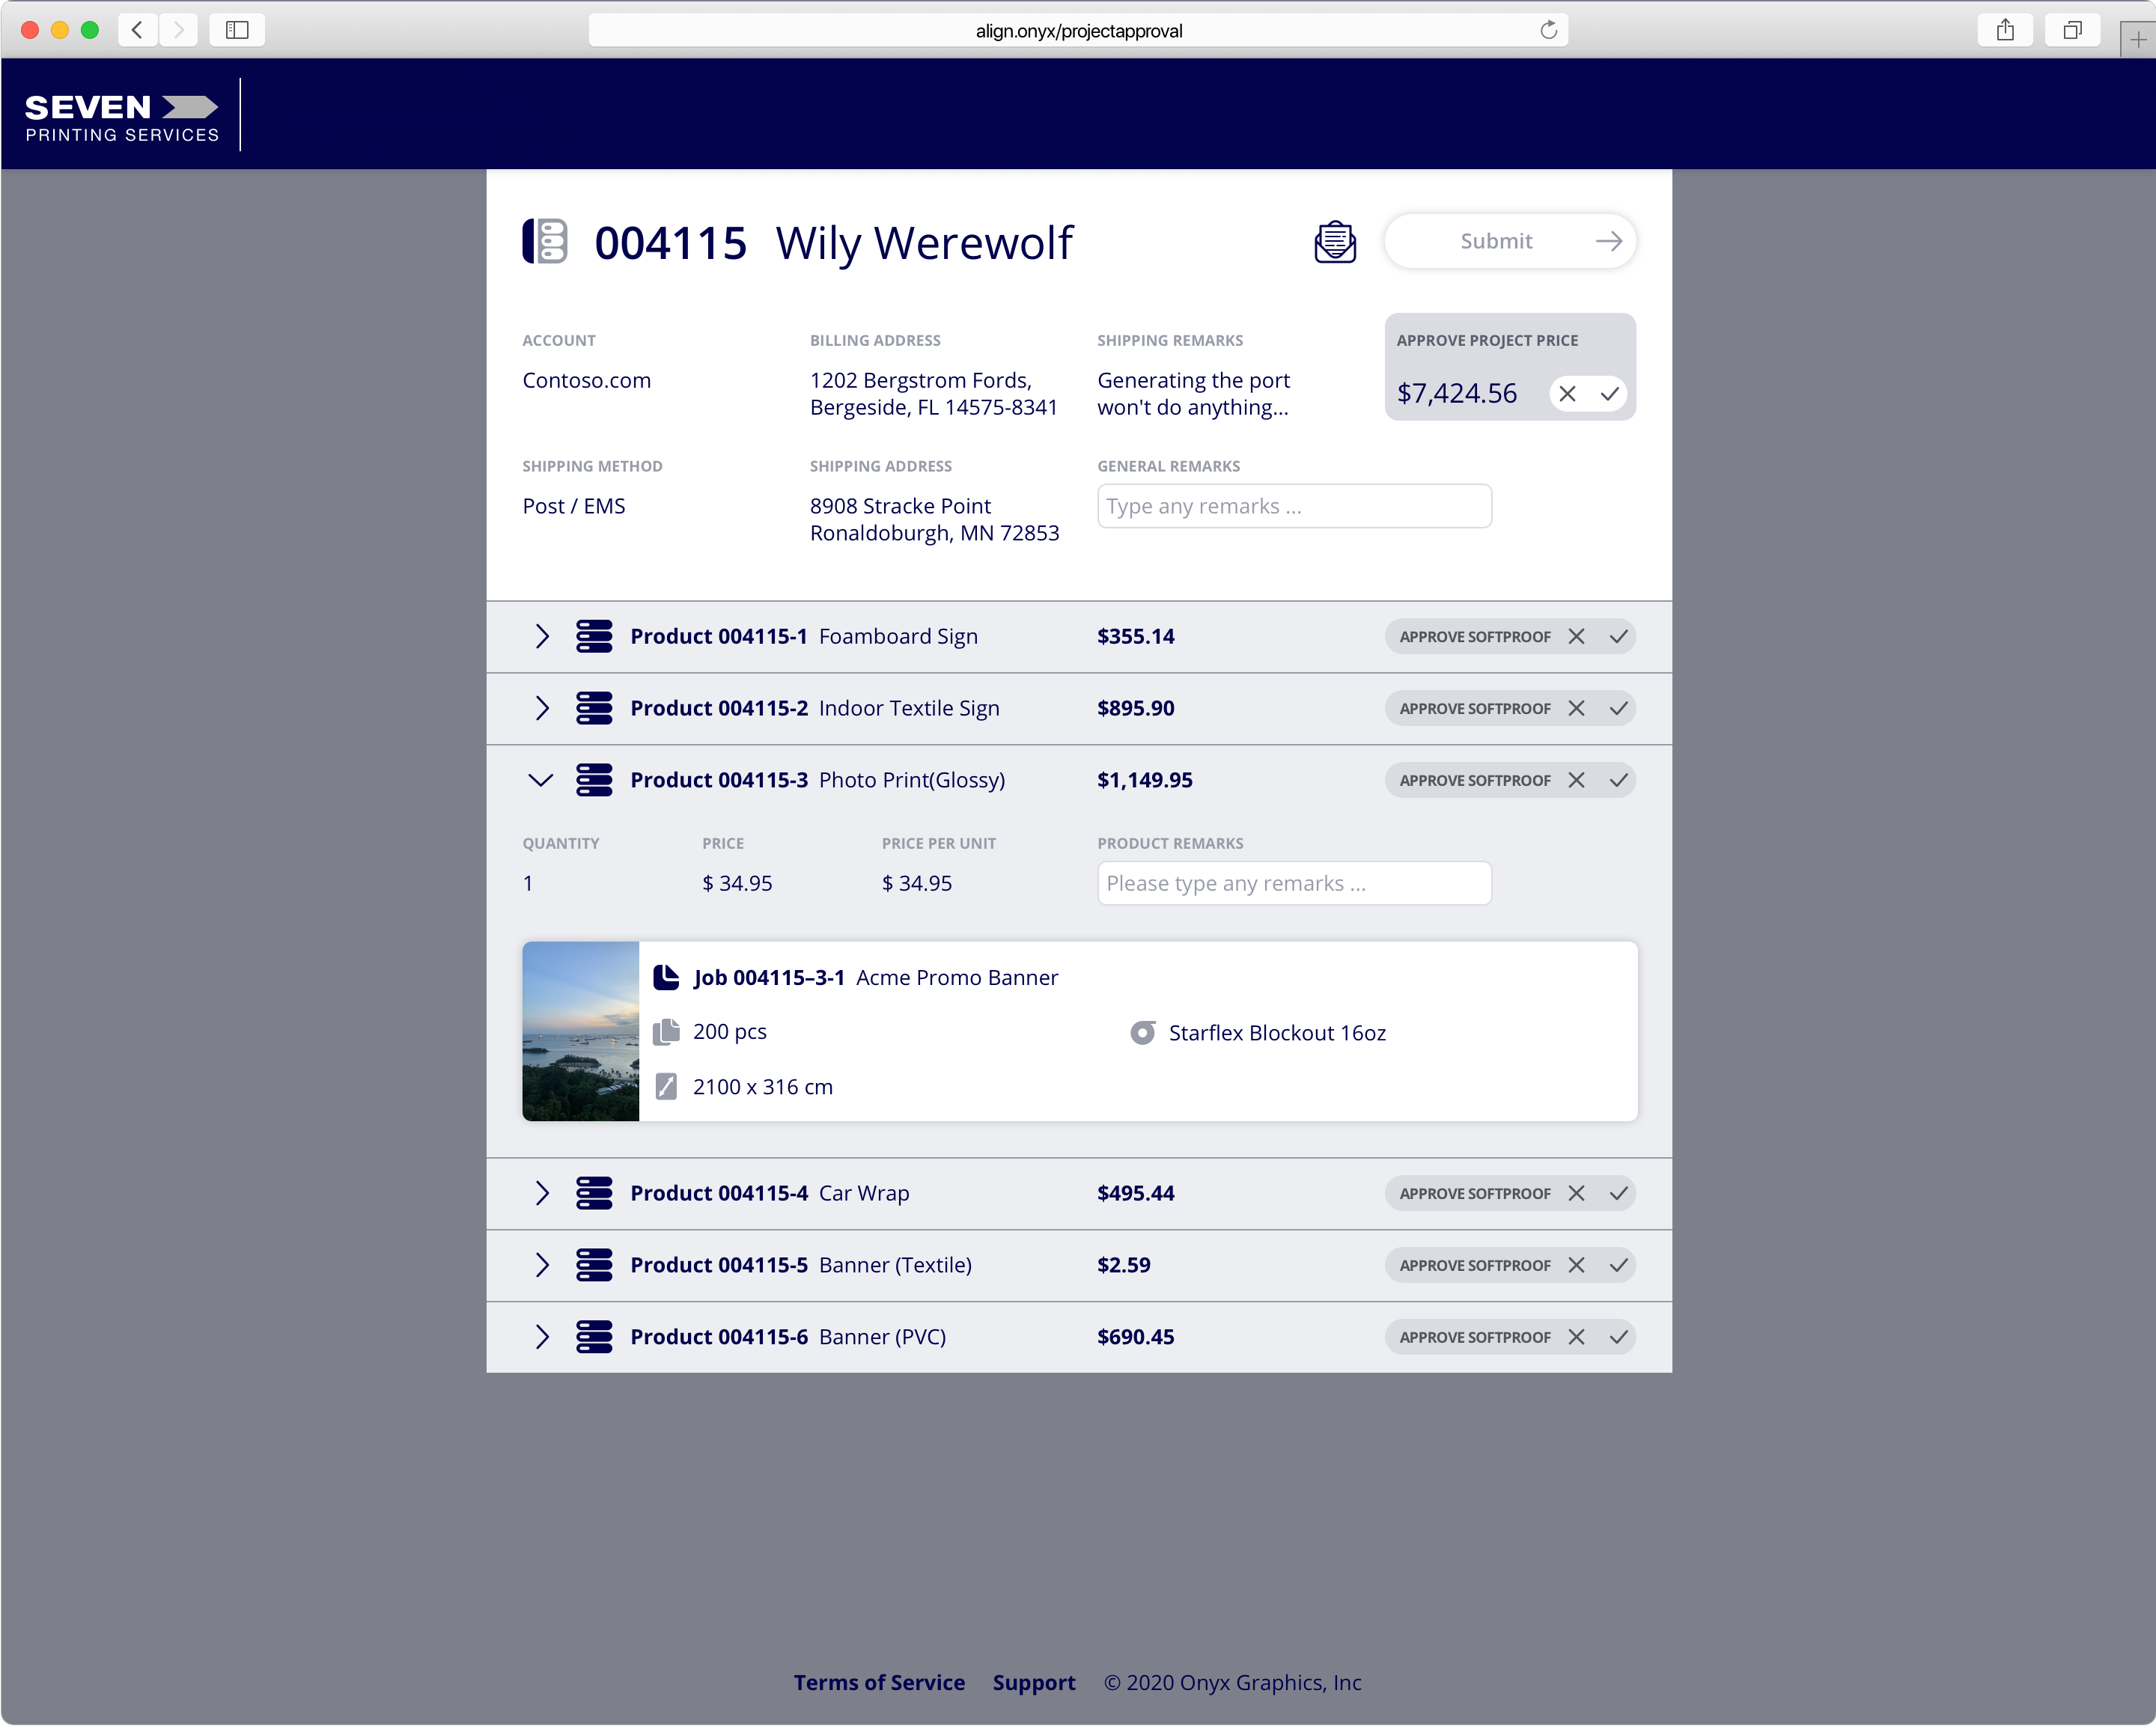 align.onyx/projectapproval
SEVEN
PRINTING SERVICES
004115 Wily Werewolf
Submit
ACCOUNT
Contoso.com
BILLING ADDRESS
1202 Bergstrom Fords,
Bergeside, FL 14575-8341
SHIPPING REMARKS
Generating the port
won't do anything...
APPROVE PROJECT PRICE
$7,424.56
SHIPPING METHOD
Post / EMS
SHIPPING ADDRESS
8908 Stracke Point
Ronaldoburgh, MN 72853
GENERAL REMARKS
Type any remarks ...
Product 004115-1 Foamboard Sign $355.14 APPROVE SOFTPROOF
Product 004115-2 Indoor Textile Sign $895.90 APPROVE SOFTPROOF
Product 004115-3 Photo Print(Glossy) $1,149.95 APPROVE SOFTPROOF
QUANTITY
1
PRICE
$ 34.95
PRICE PER UNIT
$ 34.95
PRODUCT REMARKS
Please type any remarks ...
Job 004115–3-1 Acme Promo Banner
200 pcs
Starflex Blockout 16oz
2100 x 316 cm
Product 004115-4 Car Wrap $495.44 APPROVE SOFTPROOF
Product 004115-5 Banner (Textile) $2.59 APPROVE SOFTPROOF
Product 004115-6 Banner (PVC) $690.45 APPROVE SOFTPROOF
Terms of Service Support © 2020 Onyx Graphics, Inc